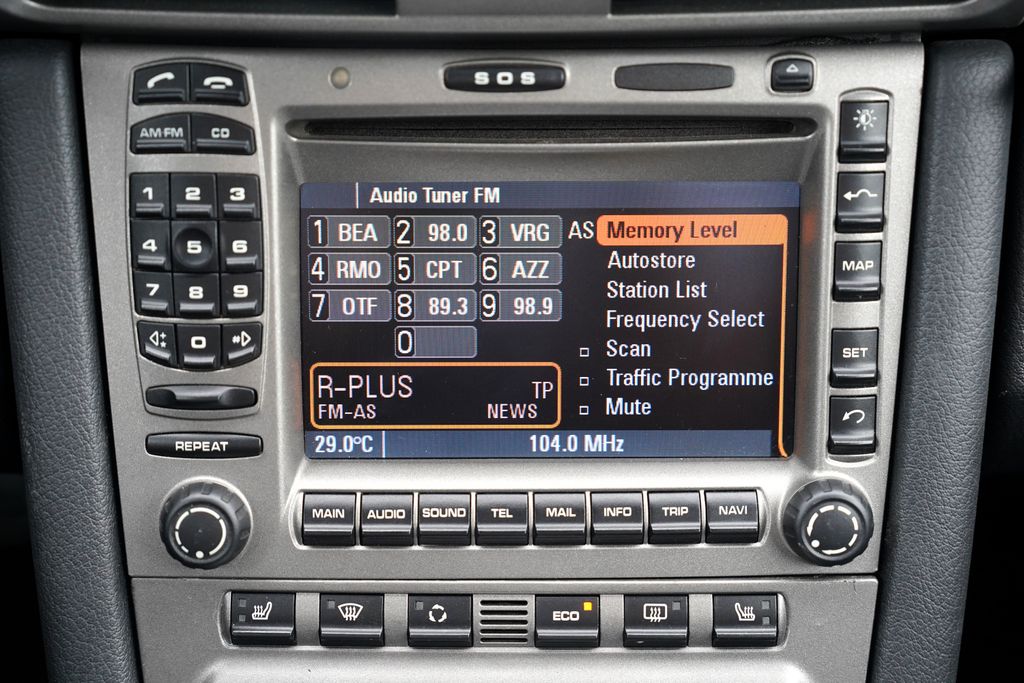 SOS
AM·FM CD
1 2 3
4 5 6
7 8 9
0
REPEAT
Audio Tuner FM
1 BEA 2 98.0 3 VRG
4 RMO 5 CPT 6 AZZ
7 OTF 8 89.3 9 98.9
0
R-PLUS TP
FM-AS NEWS
29.0°C 104.0 MHz
AS Memory Level
Autostore
Station List
Frequency Select
Scan
Traffic Programme
Mute
MAP
SET
MAIN AUDIO SOUND TEL MAIL INFO TRIP NAVI
ECO